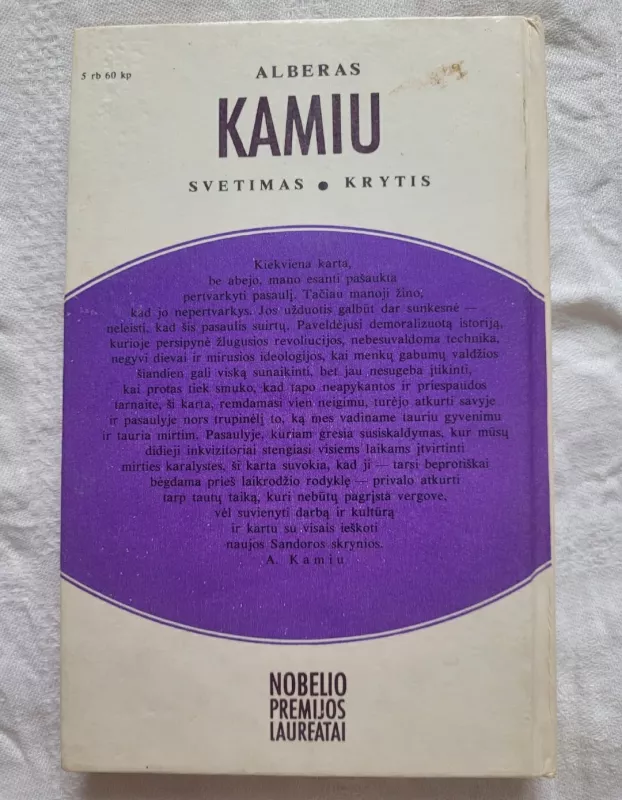 5 rb 60 kp
ALBERAS
KAMIU
SVETIMAS • KRYTIS
Kiekviena karta,
be abejo, mano esanti pašaukta
pertvarkyti pasaulį. Tačiau manoji žino,
kad jo nepertvarkys. Jos užduotis galbūt dar sunkesnė —
neleisti, kad šis pasaulis suirtų. Paveldėjusi demoralizuotą istoriją,
kurioje persipynė žlugusios revoliucijos, nebesuvaldoma technika,
negyvi dievai ir mirusios ideologijos, kai menkų gabumų valdžios
šiandien gali viską sunaikinti, bet jau nesugeba įtikinti,
kai protas tiek smuko, kad tapo neapykantos ir priespaudos
tarnaite, ši karta, remdamasi vien neigimu, turėjo atkurti savyje
ir pasaulyje nors trupinėlį to, ką mes vadiname tauriu gyvenimu
ir tauria mirtim. Pasaulyje, kuriam gresia susiskaldymas, kur mūsų
didieji inkvizitoriai stengiasi visiems laikams įtvirtinti
mirties karalystes, ši karta suvokia, kad ji — tarsi beprotiškai
bėgdama prieš laikrodžio rodyklę — privalo atkurti
tarp tautų taiką, kuri nebūtų pagrįsta vergove,
vėl suvienyti darbą ir kultūrą
ir kartu su visais ieškoti
naujos Sandoros skrynios.
A. Kamiu
NOBELIO
PREMIJOS
LAUREATAI